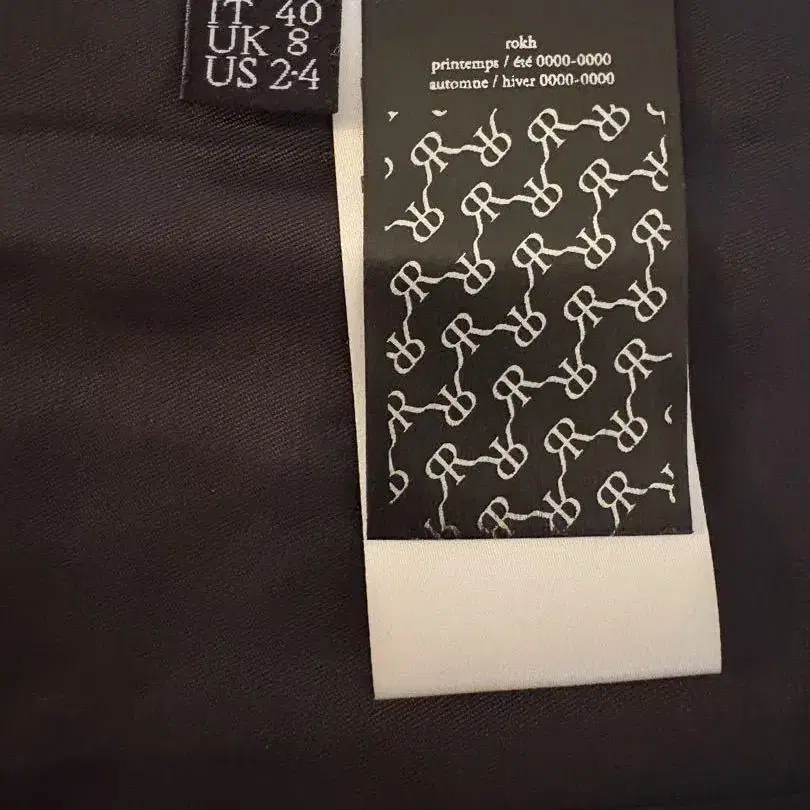 IT 40
UK 8
US 2-4
rokh
printemps / été 0000-0000
automne / hiver 0000-0000